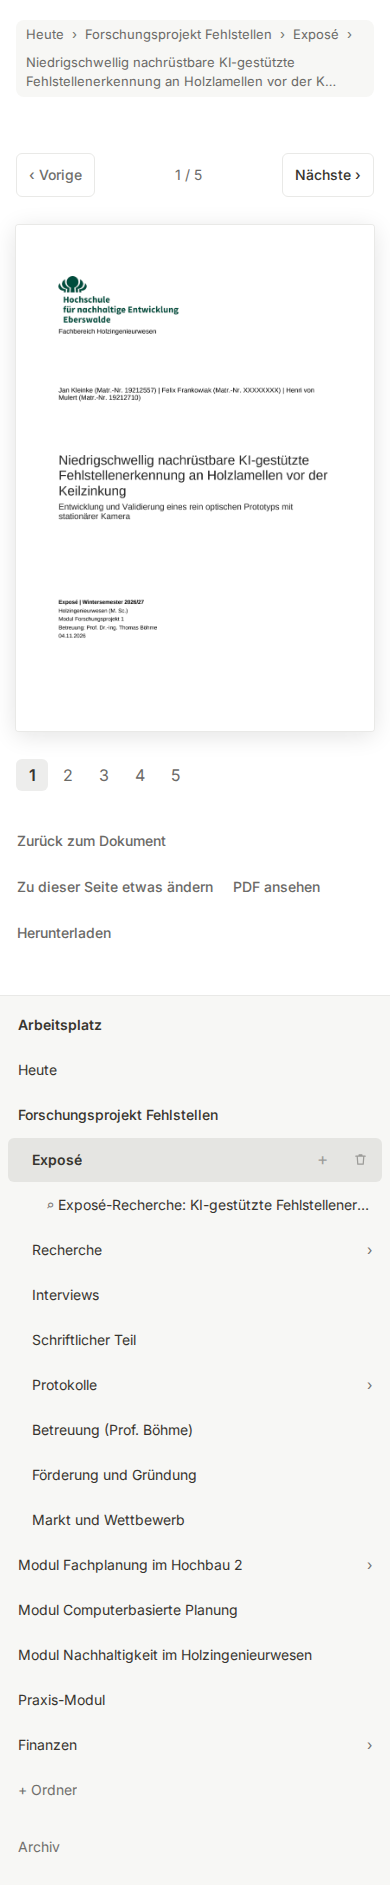 Heute › Forschungsprojekt Fehlstellen › Exposé ›
Niedrigschwellig nachrüstbare KI-gestützte
Fehlstellenerkennung an Holzlamellen vor der K...
‹ Vorige
1 / 5
Nächste ›
Hochschule
für nachhaltige Entwicklung
Eberswalde
Fachbereich Holzingenieurwesen
Jan Kleinke (Matr.-Nr. 19212557) | Felix Frankowiak (Matr.-Nr. XXXXXXXX) | Henri von
Mulert (Matr.-Nr. 19212710)
Niedrigschwellig nachrüstbare KI-gestützte
Fehlstellenerkennung an Holzlamellen vor der
Keilzinkung
Entwicklung und Validierung eines rein optischen Prototyps mit
stationärer Kamera
Exposé | Wintersemester 2026/27
Holzingenieurwesen (M. Sc.)
Modul Forschungsprojekt 1
Betreuung: Prof. Dr.-Ing. Thomas Böhme
04.11.2026
1 2 3 4 5
Zurück zum Dokument
Zu dieser Seite etwas ändern PDF ansehen
Herunterladen
Arbeitsplatz
Heute
Forschungsprojekt Fehlstellen
Exposé +
Exposé-Recherche: KI-gestützte Fehlstellener...
Recherche ›
Interviews
Schriftlicher Teil
Protokolle ›
Betreuung (Prof. Böhme)
Förderung und Gründung
Markt und Wettbewerb
Modul Fachplanung im Hochbau 2 ›
Modul Computerbasierte Planung
Modul Nachhaltigkeit im Holzingenieurwesen
Praxis-Modul
Finanzen ›
+ Ordner
Archiv